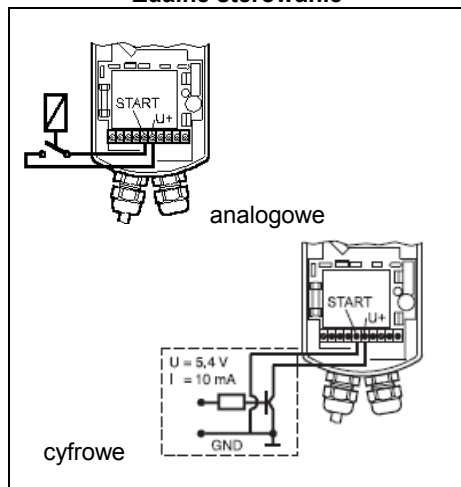 Zdalne sterowanie
START
U+
analogowe
START
U+
U = 5,4 V
I = 10 mA
GND
cyfrowe